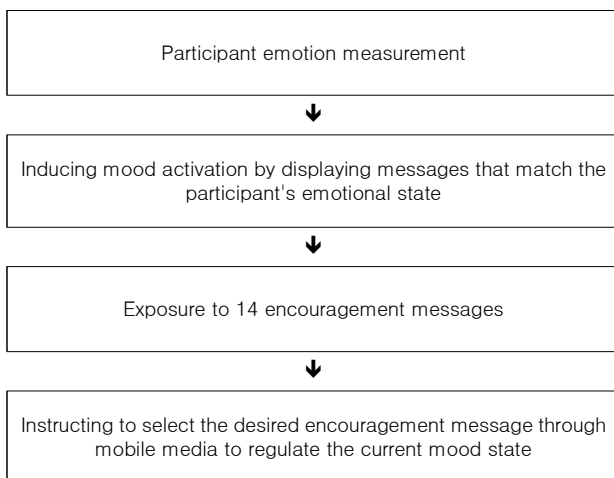 Participant emotion measurement
Inducing mood activation by displaying messages that match the
participant's emotional state
Exposure to 14 encouragement messages
Instructing to select the desired encouragement message through
mobile media to regulate the current mood state